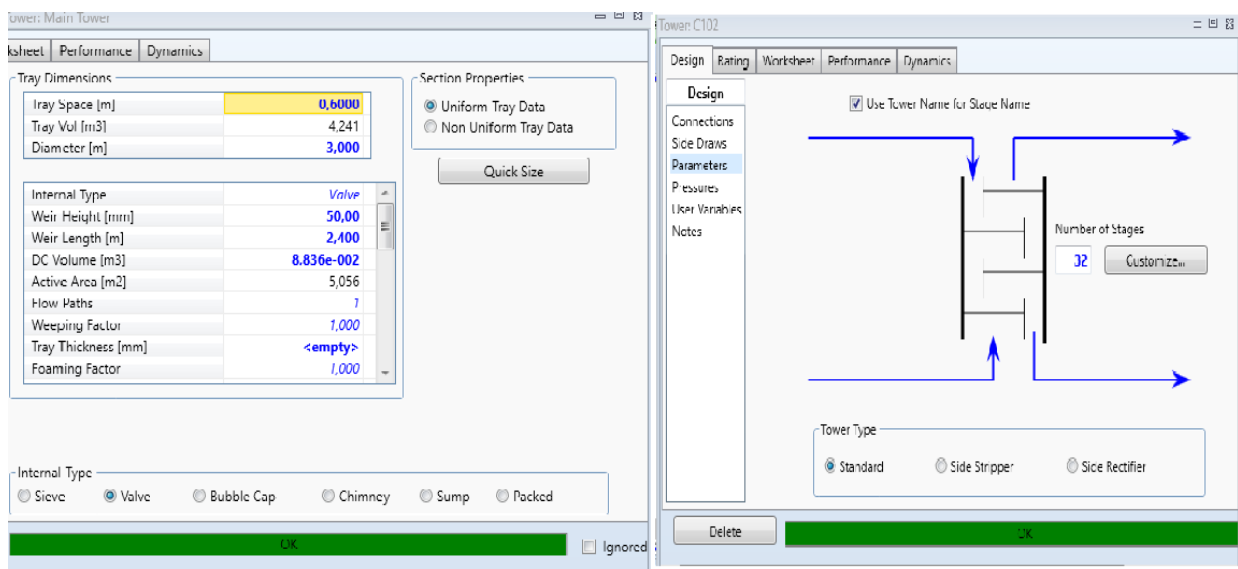 Tower: Main Tower
ksheet Performance Dynamics
Tray Dimensions
Tray Space [m] 0,6000
Tray Vol [m3] 4,241
Diameter [m] 3,000
Internal Type Valve
Weir Height [mm] 50,00
Weir Length [m] 2,400
DC Volume [m3] 8,836e-002
Active Area [m2] 5,056
Flow Paths 1
Weeping Factor 1,000
Tray Thickness [mm] <empty>
Foaming Factor 1,000
Section Properties
Uniform Tray Data
Non Uniform Tray Data
Quick Size
Internal Type
Sieve Valve Bubble Cap Chimney Sump Packed
OK
Ignored
Tower: C102
Design Rating Worksheet Performance Dynamics
Design
Connections
Side Draws
Parameters
Pressures
User Variables
Notes
Use Tower Name for Stage Name
Number of Stages
32 Customize...
Tower Type
Standard Side Stripper Side Rectifier
Delete
OK